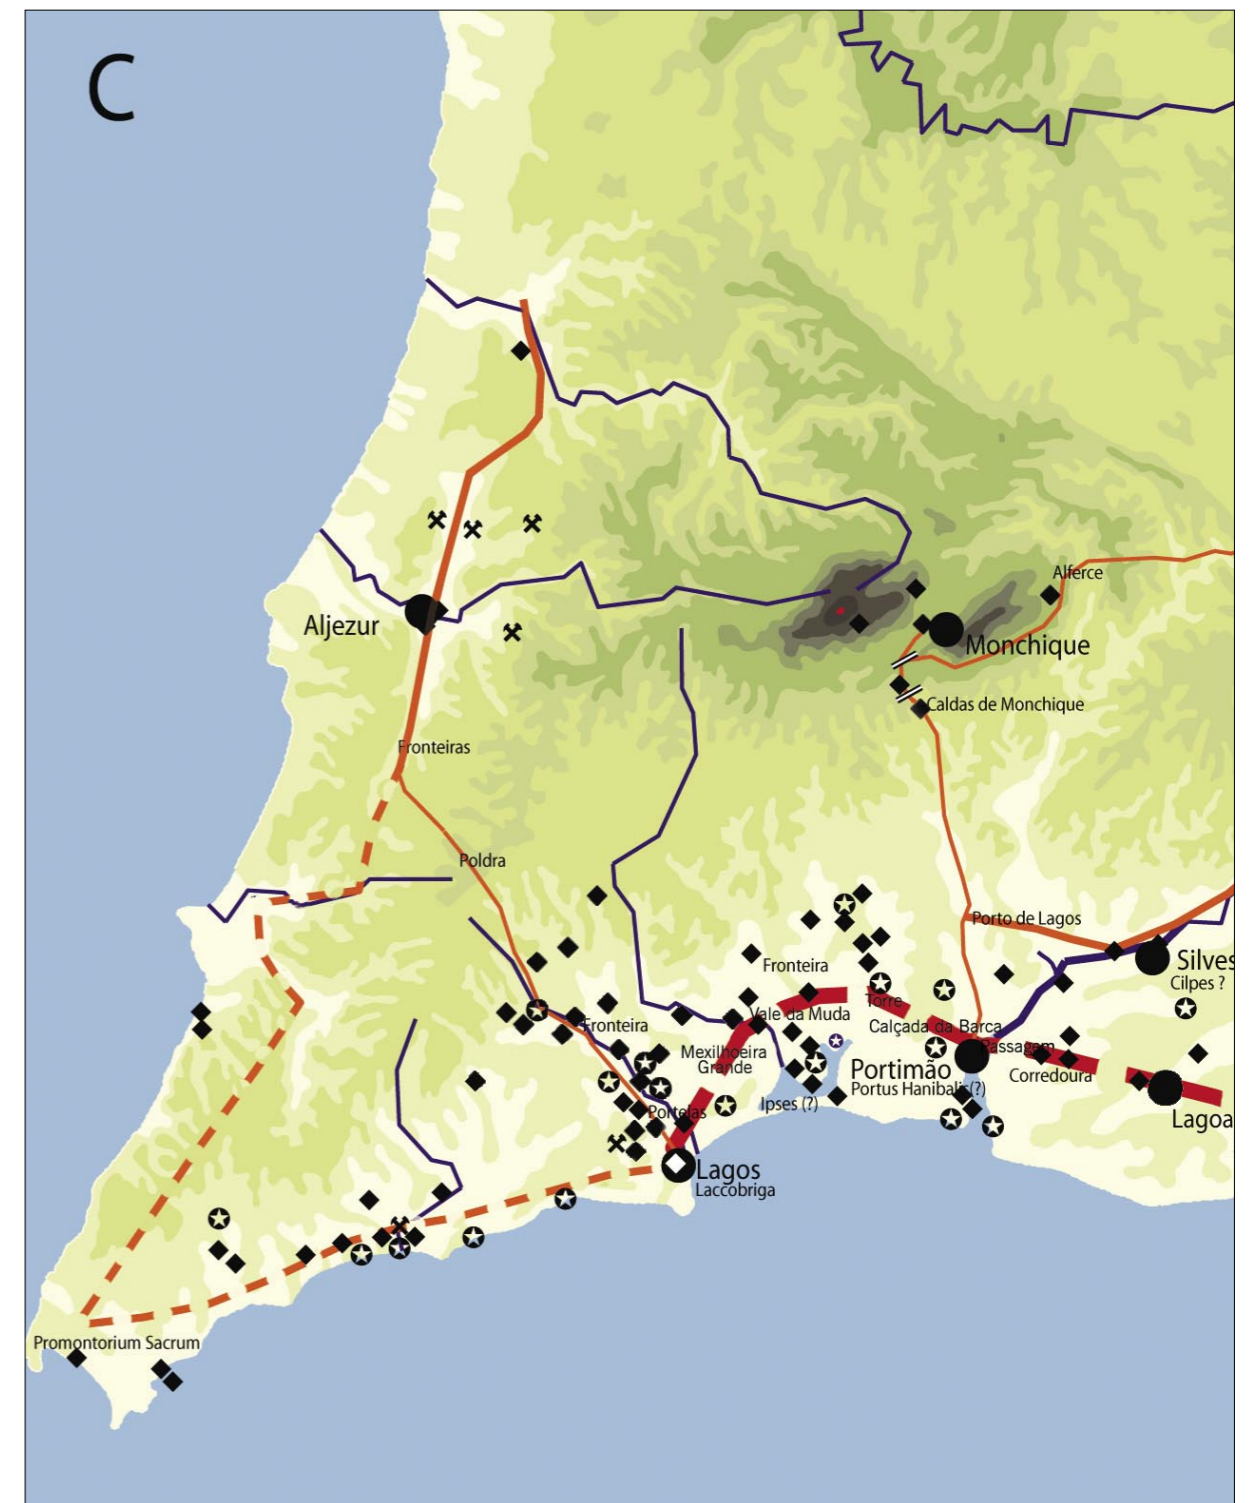 C
Alferce
Aljezur
Monchique
Caldas de Monchique
Fronteiras
Poldra
Porto de Lagos
Silves
Fronteira
Cilpes ?
Torre
Vale da Muda
Fronteira
Calçada da Barca
Passagem
Mexilhoeira
Grande
Portimão
Corredoura
Portus Hanibalis(?)
Ipses (?)
Portelas
Lagoa
Lagos
Laccobriga
Promontorium Sacrum